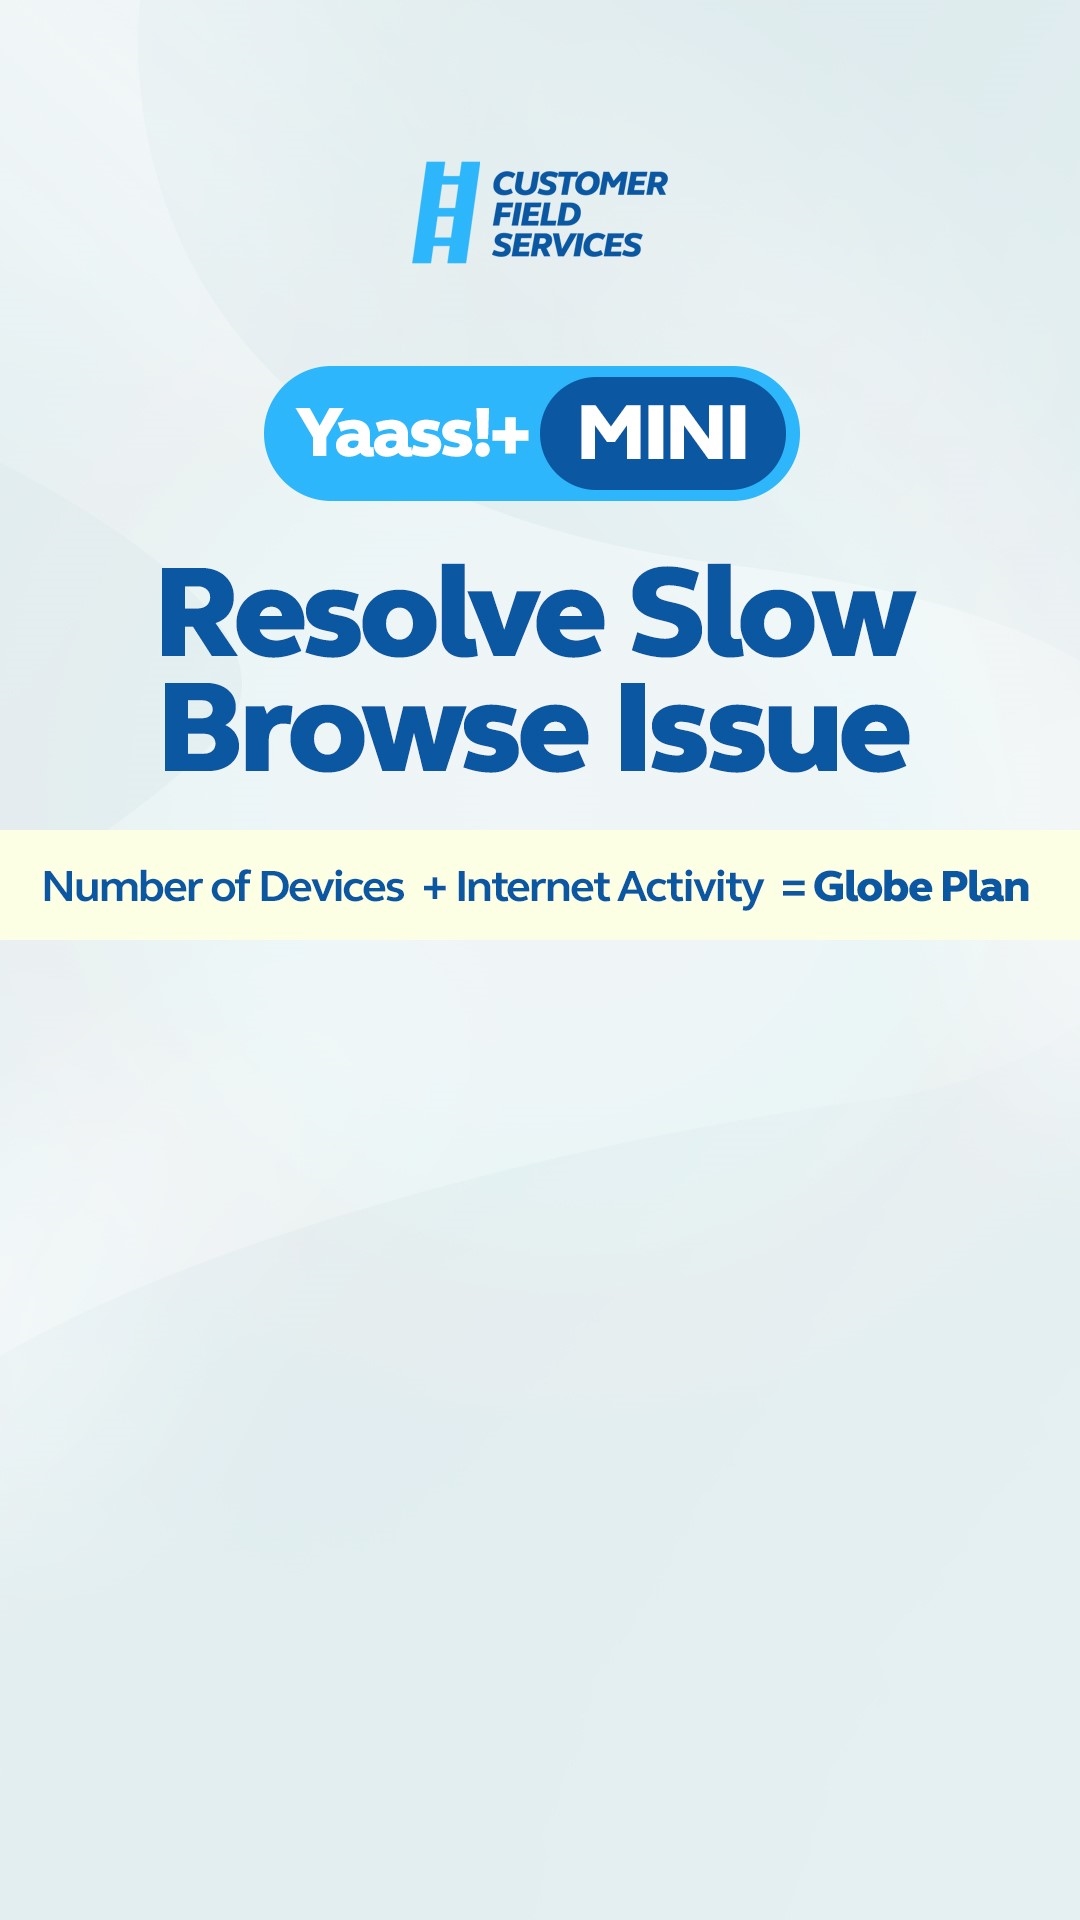 CUSTOMER
FIELD
SERVICES
Yaass!+ MINI
Resolve Slow
Browse Issue
Number of Devices + Internet Activity = Globe Plan